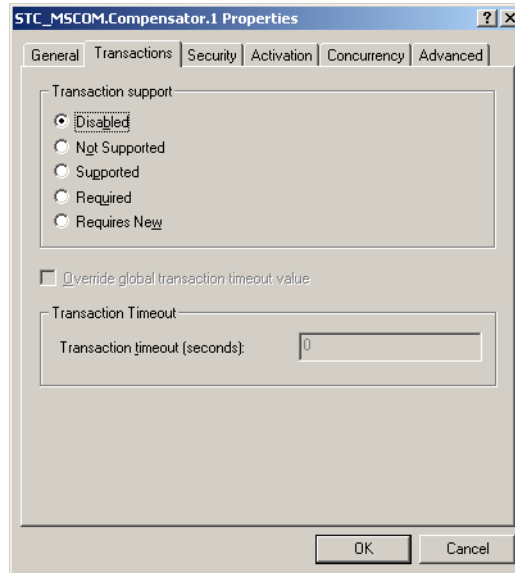 STC_MSCOM.Compensator.1 Properties
General Transactions Security Activation Concurrency Advanced
Transaction support
Disabled
Not Supported
Supported
Required
Requires New
Override global transaction timeout value
Transaction Timeout
Transaction timeout (seconds): 0
OK Cancel